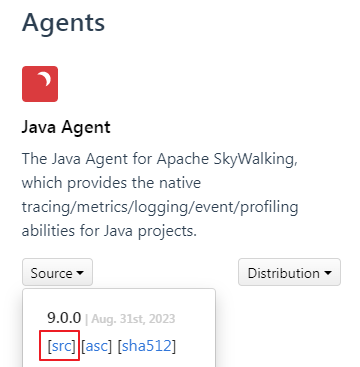 Agents
Java Agent
The Java Agent for Apache SkyWalking,
which provides the native
tracing/metrics/logging/event/profiling
abilities for Java projects.
Source Distribution
9.0.0 | Aug. 31st, 2023
[src] [asc] [sha512]